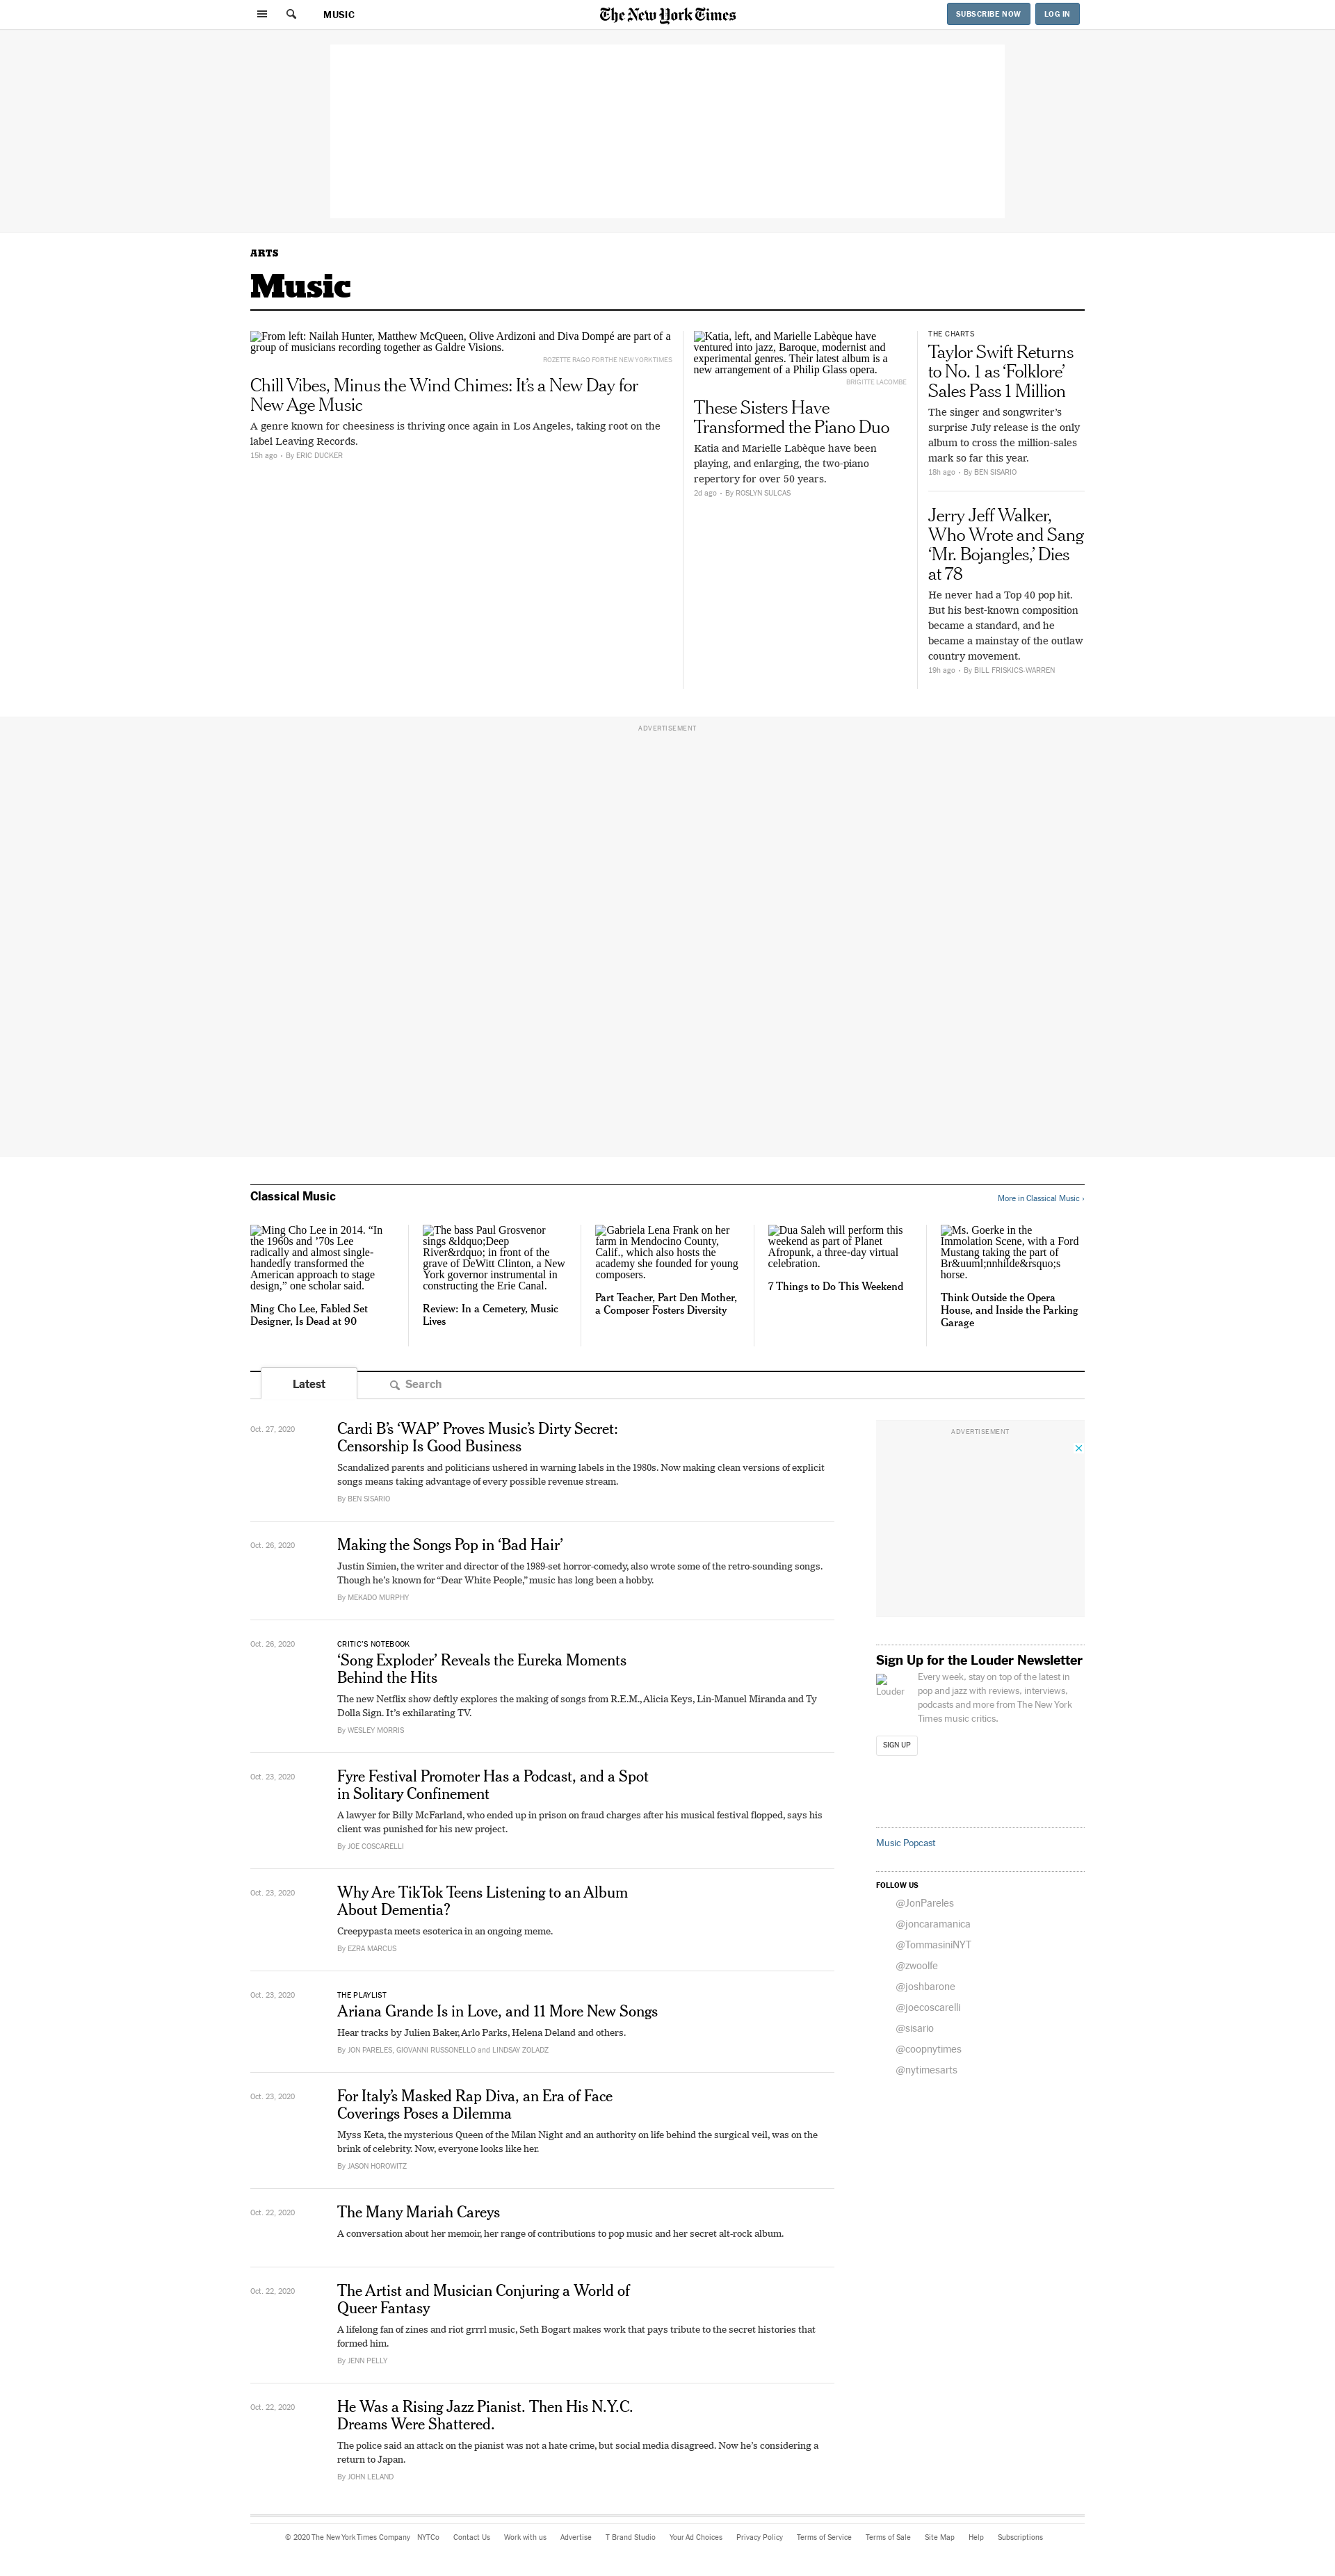 MUSIC
The New York Times
SUBSCRIBE NOW
LOG IN
ARTS
Music
From left: Nailah Hunter, Matthew McQueen, Olive Ardizoni and Diva Dompé are part of a
group of musicians recording together as Galdre Visions.
ROZETTE RAGO FOR THE NEW YORK TIMES
Chill Vibes, Minus the Wind Chimes: It’s a New Day for
New Age Music
A genre known for cheesiness is thriving once again in Los Angeles, taking root on the
label Leaving Records.
15h ago • By ERIC DUCKER
Katia, left, and Marielle Labèque have
ventured into jazz, Baroque, modernist and
experimental genres. Their latest album is a
new arrangement of a Philip Glass opera.
BRIGITTE LACOMBE
These Sisters Have
Transformed the Piano Duo
Katia and Marielle Labèque have been
playing, and enlarging, the two-piano
repertory for over 50 years.
2d ago • By ROSLYN SULCAS
THE CHARTS
Taylor Swift Returns
to No. 1 as ‘Folklore’
Sales Pass 1 Million
The singer and songwriter’s
surprise July release is the only
album to cross the million-sales
mark so far this year.
18h ago • By BEN SISARIO
Jerry Jeff Walker,
Who Wrote and Sang
‘Mr. Bojangles,’ Dies
at 78
He never had a Top 40 pop hit.
But his best-known composition
became a standard, and he
became a mainstay of the outlaw
country movement.
19h ago • By BILL FRISKICS-WARREN
ADVERTISEMENT
Classical Music
More in Classical Music ›
Ming Cho Lee in 2014. “In
the 1960s and ’70s Lee
radically and almost single-
handedly transformed the
American approach to stage
design,” one scholar said.
Ming Cho Lee, Fabled Set
Designer, Is Dead at 90
The bass Paul Grosvenor
sings &ldquo;Deep
River&rdquo; in front of the
grave of DeWitt Clinton, a New
York governor instrumental in
constructing the Erie Canal.
Review: In a Cemetery, Music
Lives
Gabriela Lena Frank on her
farm in Mendocino County,
Calif., which also hosts the
academy she founded for young
composers.
Part Teacher, Part Den Mother,
a Composer Fosters Diversity
Dua Saleh will perform this
weekend as part of Planet
Afropunk, a three-day virtual
celebration.
7 Things to Do This Weekend
Ms. Goerke in the
Immolation Scene, with a Ford
Mustang taking the part of
Br&uuml;nnhilde&rsquo;s
horse.
Think Outside the Opera
House, and Inside the Parking
Garage
Latest
Search
Oct. 27, 2020
Cardi B’s ‘WAP’ Proves Music’s Dirty Secret:
Censorship Is Good Business
Scandalized parents and politicians ushered in warning labels in the 1980s. Now making clean versions of explicit
songs means taking advantage of every possible revenue stream.
By BEN SISARIO
Oct. 26, 2020
Making the Songs Pop in ‘Bad Hair’
Justin Simien, the writer and director of the 1989-set horror-comedy, also wrote some of the retro-sounding songs.
Though he’s known for “Dear White People,” music has long been a hobby.
By MEKADO MURPHY
Oct. 26, 2020
CRITIC’S NOTEBOOK
‘Song Exploder’ Reveals the Eureka Moments
Behind the Hits
The new Netflix show deftly explores the making of songs from R.E.M., Alicia Keys, Lin-Manuel Miranda and Ty
Dolla Sign. It’s exhilarating TV.
By WESLEY MORRIS
Oct. 23, 2020
Fyre Festival Promoter Has a Podcast, and a Spot
in Solitary Confinement
A lawyer for Billy McFarland, who ended up in prison on fraud charges after his musical festival flopped, says his
client was punished for his new project.
By JOE COSCARELLI
Oct. 23, 2020
Why Are TikTok Teens Listening to an Album
About Dementia?
Creepypasta meets esoterica in an ongoing meme.
By EZRA MARCUS
Oct. 23, 2020
THE PLAYLIST
Ariana Grande Is in Love, and 11 More New Songs
Hear tracks by Julien Baker, Arlo Parks, Helena Deland and others.
By JON PARELES, GIOVANNI RUSSONELLO and LINDSAY ZOLADZ
Oct. 23, 2020
For Italy’s Masked Rap Diva, an Era of Face
Coverings Poses a Dilemma
Myss Keta, the mysterious Queen of the Milan Night and an authority on life behind the surgical veil, was on the
brink of celebrity. Now, everyone looks like her.
By JASON HOROWITZ
Oct. 22, 2020
The Many Mariah Careys
A conversation about her memoir, her range of contributions to pop music and her secret alt-rock album.
Oct. 22, 2020
The Artist and Musician Conjuring a World of
Queer Fantasy
A lifelong fan of zines and riot grrrl music, Seth Bogart makes work that pays tribute to the secret histories that
formed him.
By JENN PELLY
Oct. 22, 2020
He Was a Rising Jazz Pianist. Then His N.Y.C.
Dreams Were Shattered.
The police said an attack on the pianist was not a hate crime, but social media disagreed. Now he’s considering a
return to Japan.
By JOHN LELAND
ADVERTISEMENT
Sign Up for the Louder Newsletter
Louder
Every week, stay on top of the latest in
pop and jazz with reviews, interviews,
podcasts and more from The New York
Times music critics.
SIGN UP
Music Popcast
FOLLOW US
@JonPareles
@joncaramanica
@TommasiniNYT
@zwoolfe
@joshbarone
@joecoscarelli
@sisario
@coopnytimes
@nytimesarts
© 2020 The New York Times Company NYTCo Contact Us Work with us Advertise T Brand Studio Your Ad Choices Privacy Policy Terms of Service Terms of Sale Site Map Help Subscriptions